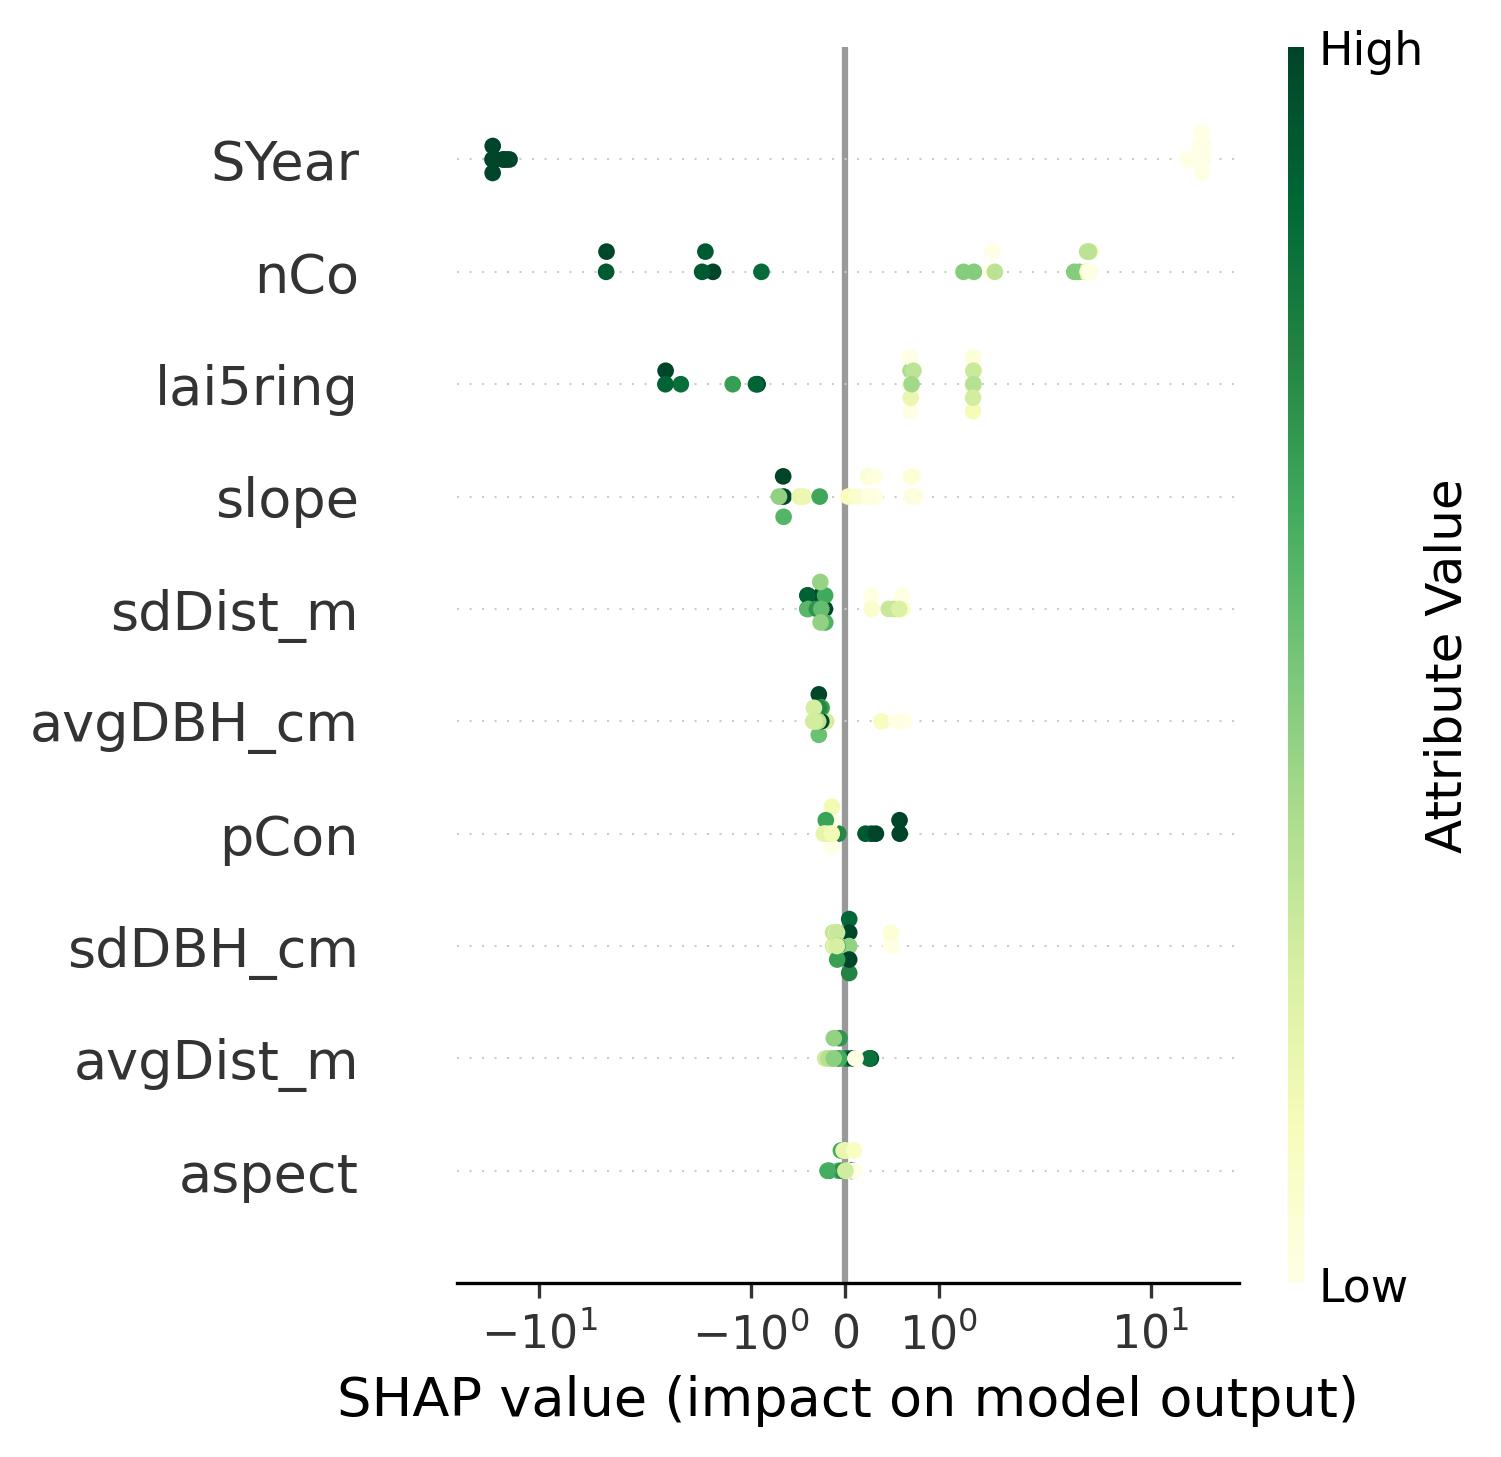 High
SYear
nCo
lai5ring
slope
sdDist_m
avgDBH_cm
pCon
sdDBH_cm
avgDist_m
aspect
Attribute Value
Low
−10¹ −10⁰ 0 10⁰ 10¹
SHAP value (impact on model output)